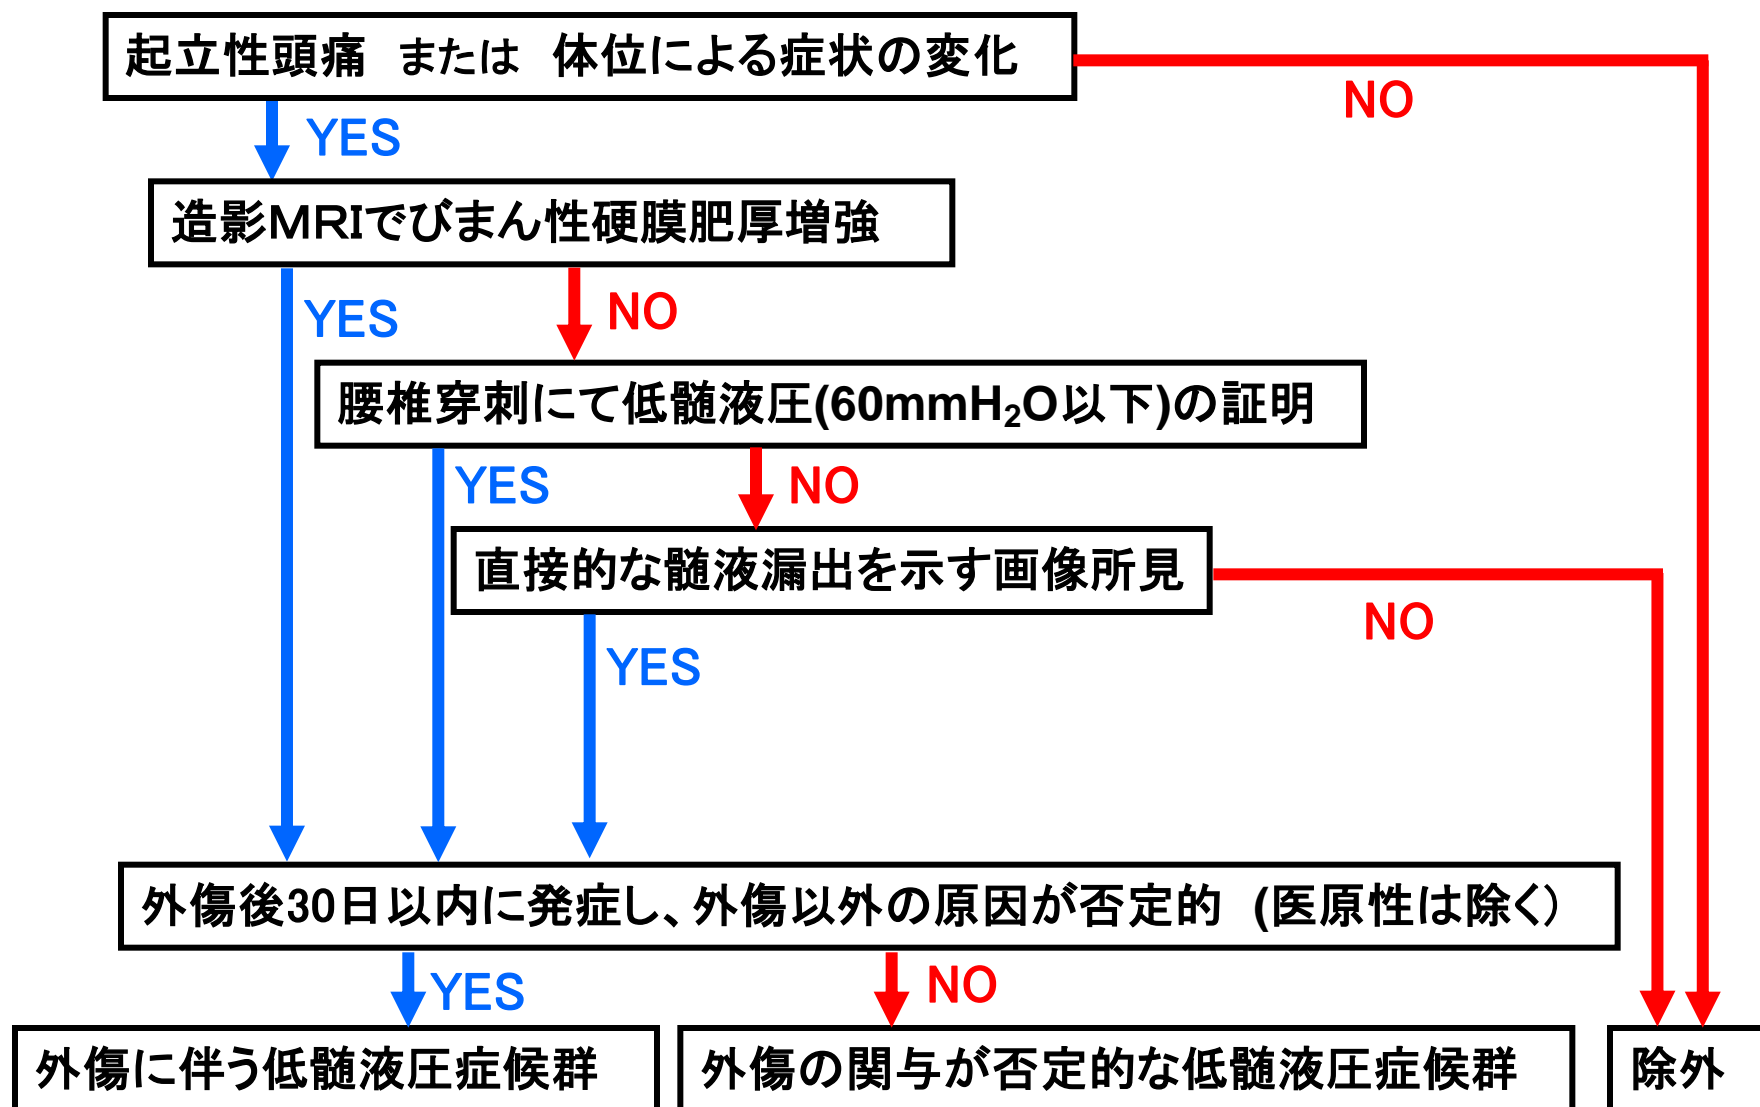 起立性頭痛　または　体位による症状の変化
NO
YES
造影MRIでびまん性硬膜肥厚増強
YES
NO
腰椎穿刺にて低髄液圧(60mmH₂O以下)の証明
YES
NO
直接的な髄液漏出を示す画像所見
NO
YES
外傷後30日以内に発症し、外傷以外の原因が否定的 (医原性は除く)
YES
NO
外傷に伴う低髄液圧症候群
外傷の関与が否定的な低髄液圧症候群
除外